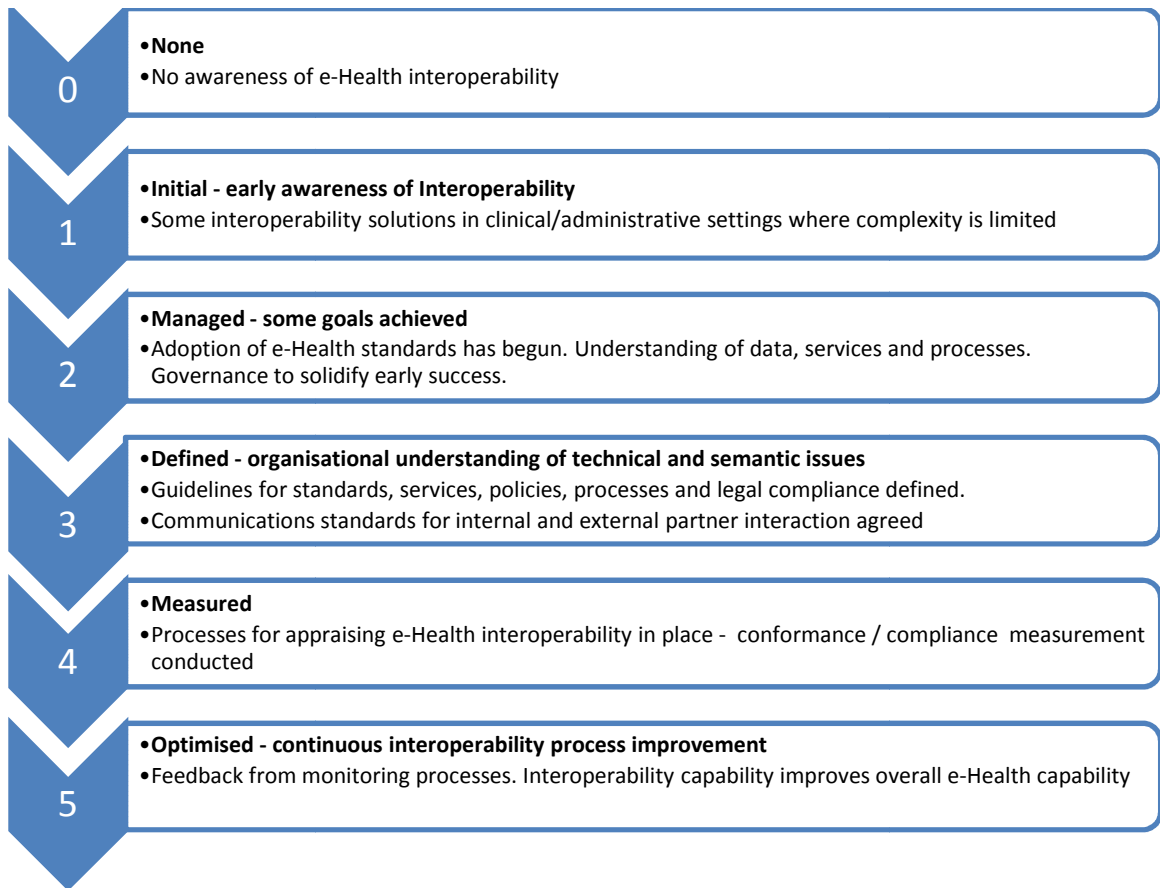 0
•None
•No awareness of e-Health interoperability
1
•Initial - early awareness of Interoperability
•Some interoperability solutions in clinical/administrative settings where complexity is limited
2
•Managed - some goals achieved
•Adoption of e-Health standards has begun. Understanding of data, services and processes.
Governance to solidify early success.
3
•Defined - organisational understanding of technical and semantic issues
•Guidelines for standards, services, policies, processes and legal compliance defined.
•Communications standards for internal and external partner interaction agreed
4
•Measured
•Processes for appraising e-Health interoperability in place - conformance / compliance measurement
conducted
5
•Optimised - continuous interoperability process improvement
•Feedback from monitoring processes. Interoperability capability improves overall e-Health capability